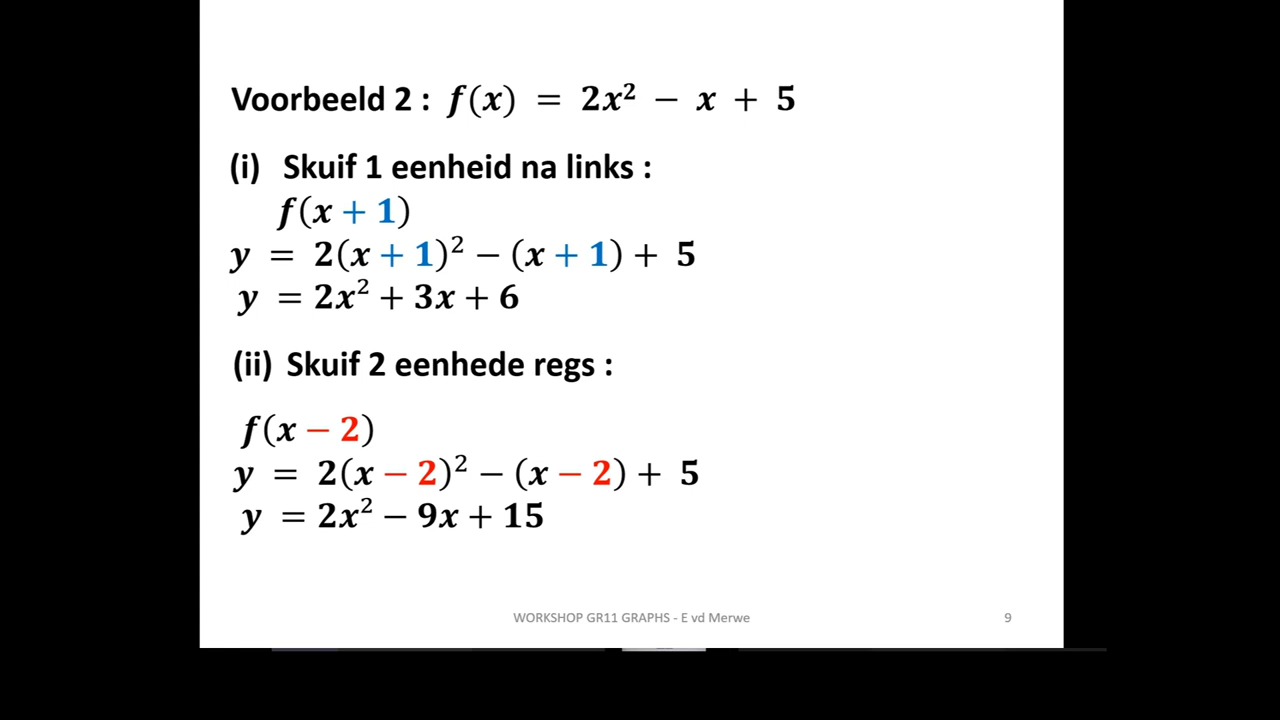 Voorbeeld 2 : f(x) = 2x² − x + 5
(i) Skuif 1 eenheid na links :
f(x + 1)
y = 2(x + 1)² − (x + 1) + 5
y = 2x² + 3x + 6
(ii) Skuif 2 eenhede regs :
f(x − 2)
y = 2(x − 2)² − (x − 2) + 5
y = 2x² − 9x + 15
WORKSHOP GR11 GRAPHS - E vd Merwe 9